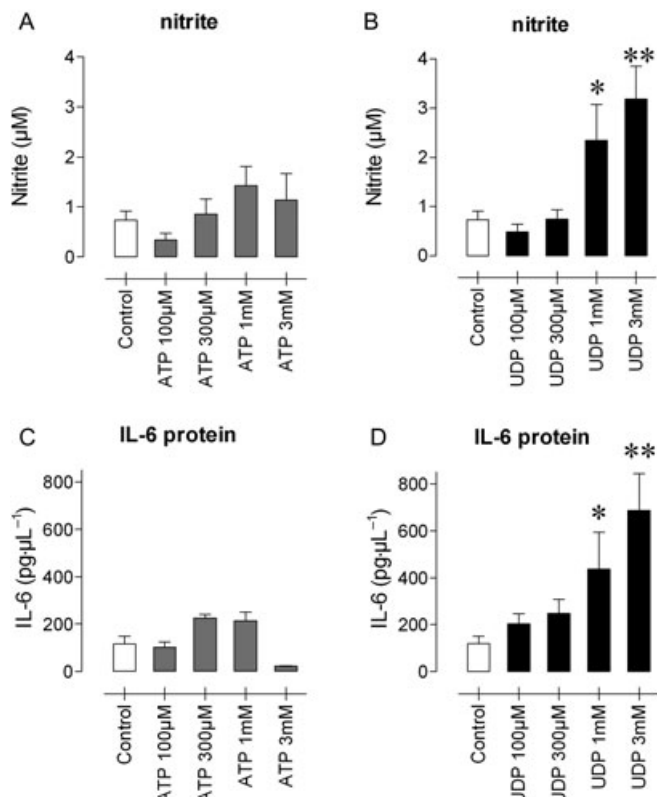 A
nitrite
Nitrite (µM)
4
3
2
1
0
Control
ATP 100µM
ATP 300µM
ATP 1mM
ATP 3mM
B
nitrite
Nitrite (µM)
4
3
2
1
0
*
**
Control
UDP 100µM
UDP 300µM
UDP 1mM
UDP 3mM
C
IL-6 protein
IL-6 (pg·µL⁻¹)
800
600
400
200
0
Control
ATP 100µM
ATP 300µM
ATP 1mM
ATP 3mM
D
IL-6 protein
IL-6 (pg·µL⁻¹)
800
600
400
200
0
*
**
Control
UDP 100µM
UDP 300µM
UDP 1mM
UDP 3mM